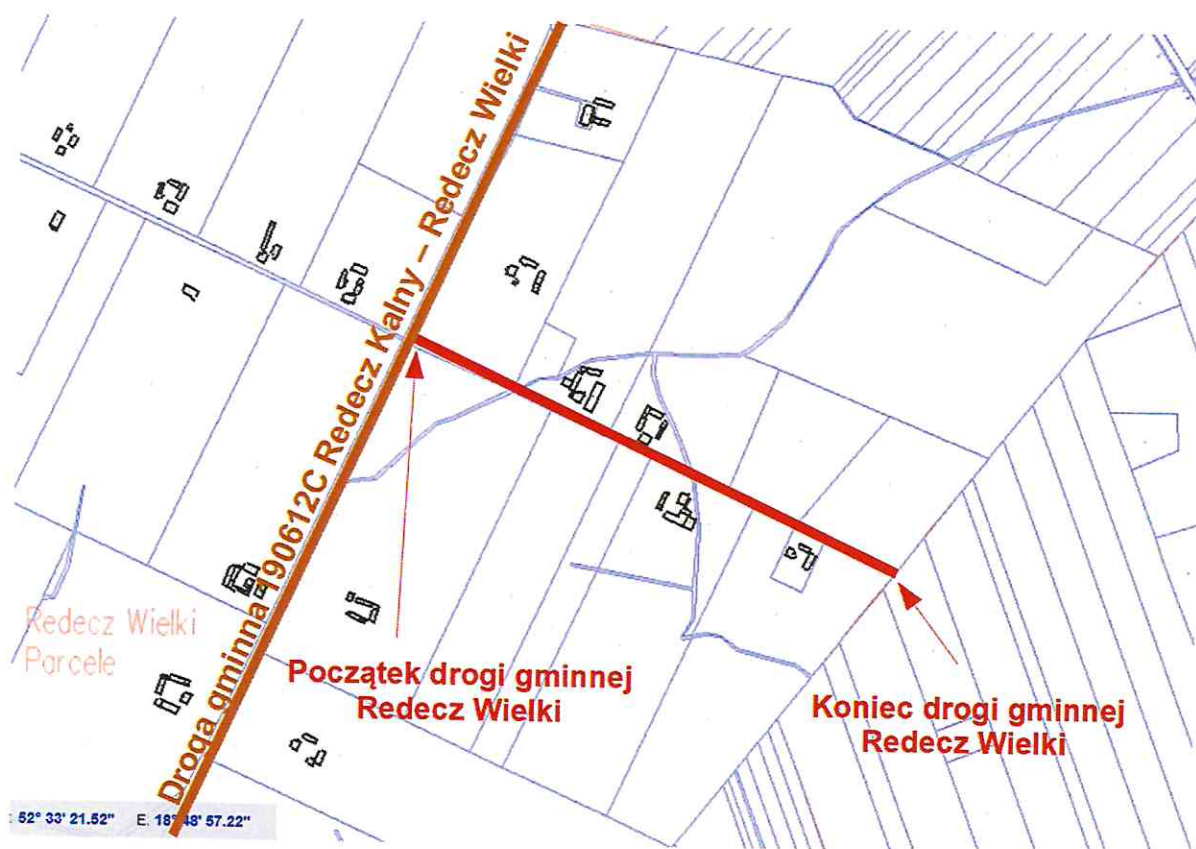 Droga gminna 190612C Redecz Kalny – Redecz Wielki
Redecz Wielki
Parcele
Początek drogi gminnej
Redecz Wielki
Koniec drogi gminnej
Redecz Wielki
: 52° 33' 21.52" E: 18° 48' 57.22"